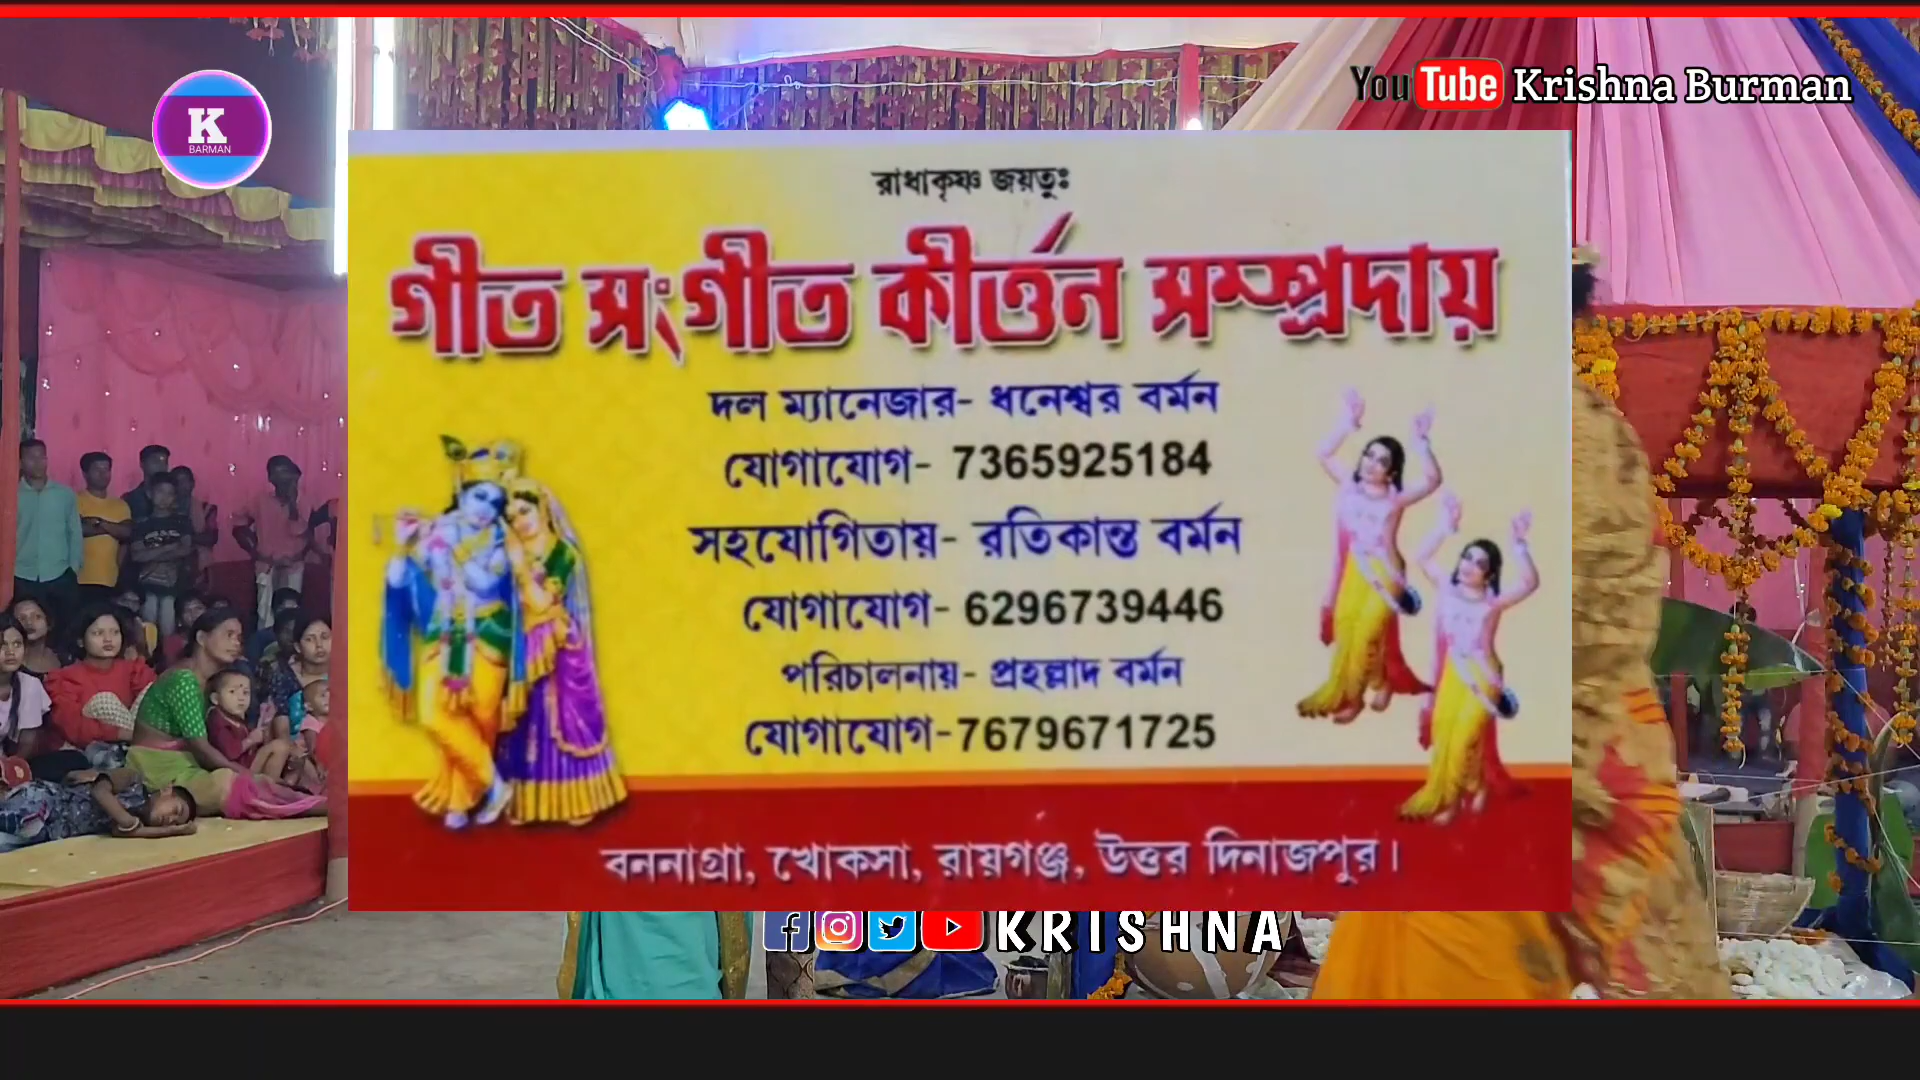 YouTube Krishna Burman
K
BARMAN
রাধাকৃষ্ণ জয়তুঃ
গীত সংগীত কীর্ত্তন সম্প্রদায়
দল ম্যানেজার- ধনেশ্বর বর্মন
যোগাযোগ- 7365925184
সহযোগিতায়- রতিকান্ত বর্মন
যোগাযোগ- 6296739446
পরিচালনায়- প্রহল্লাদ বর্মন
যোগাযোগ-7679671725
বননাগ্রা, খোকসা, রায়গঞ্জ, উত্তর দিনাজপুর।
KRISHNA